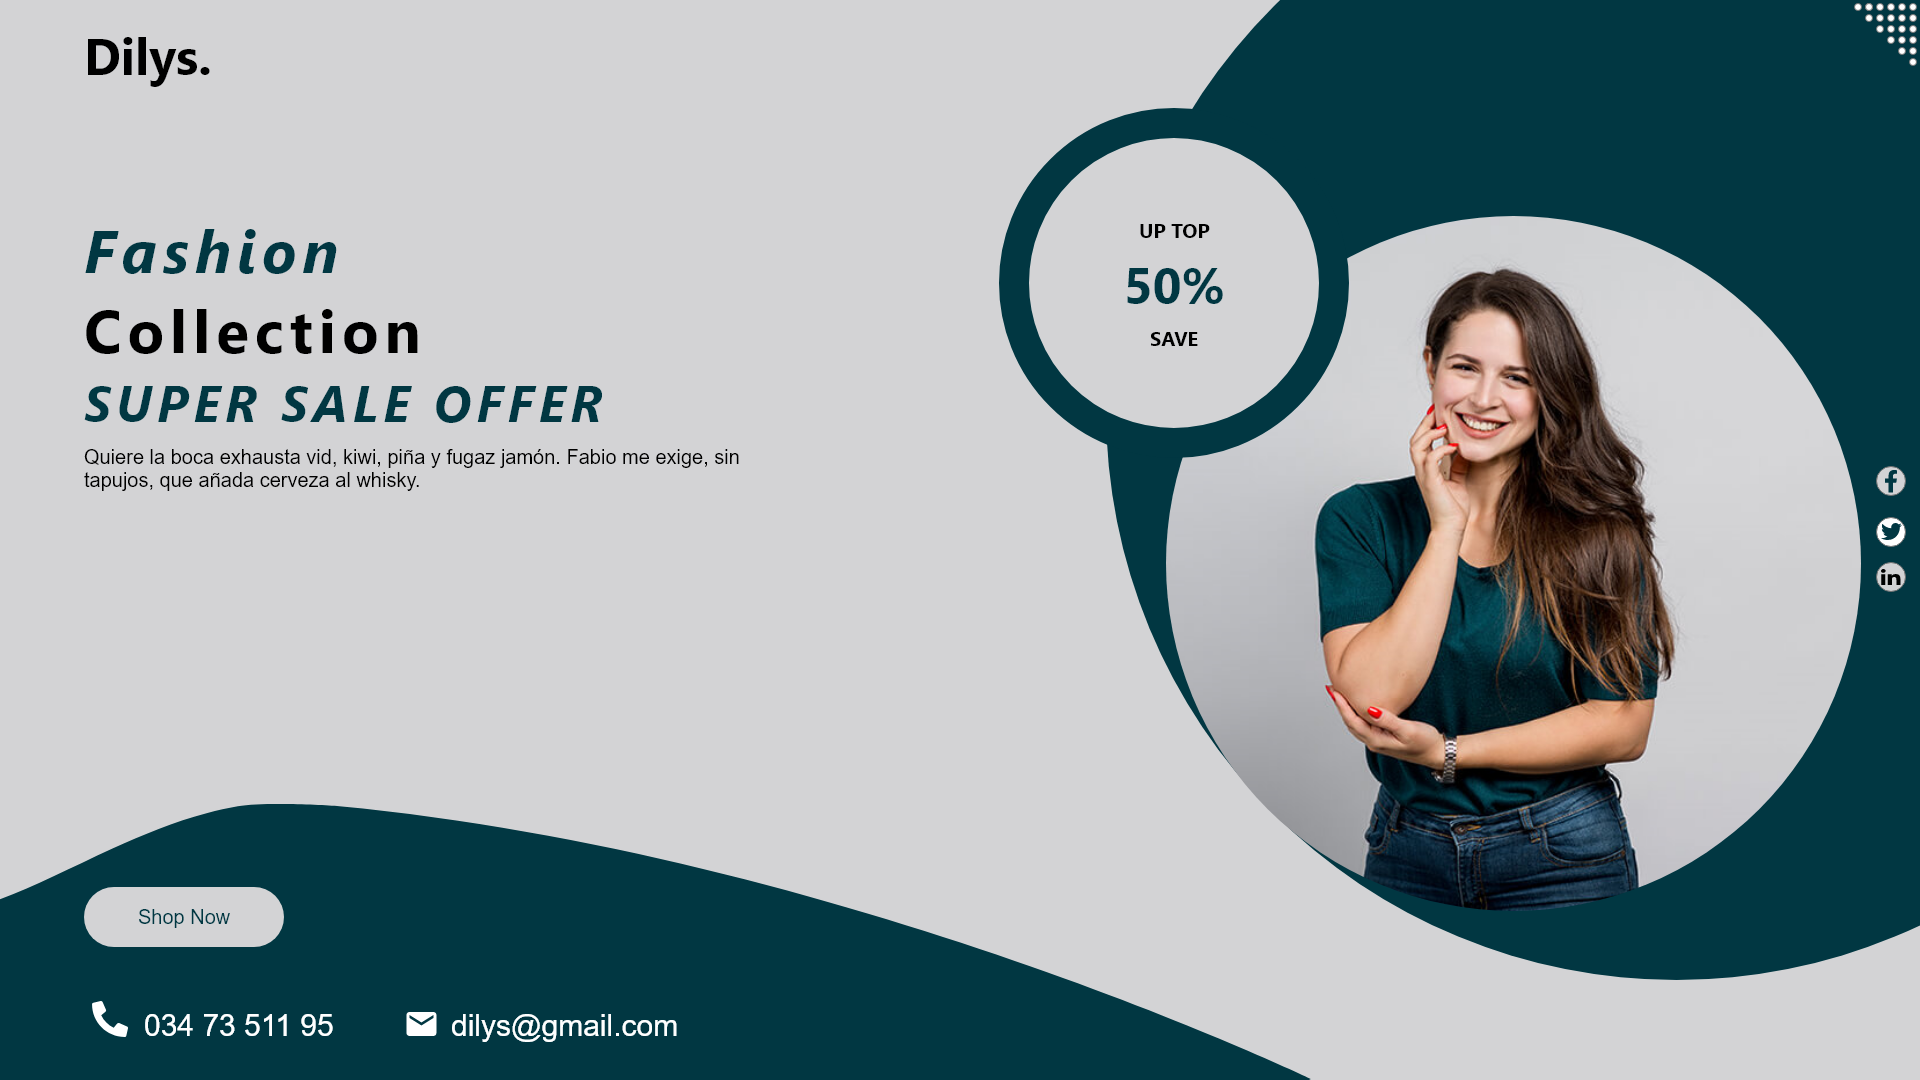 Dilys.
Fashion
Collection
SUPER SALE OFFER
Quiere la boca exhausta vid, kiwi, piña y fugaz jamón. Fabio me exige, sin
tapujos, que añada cerveza al whisky.
UP TOP
50%
SAVE
Shop Now
034 73 511 95
dilys@gmail.com